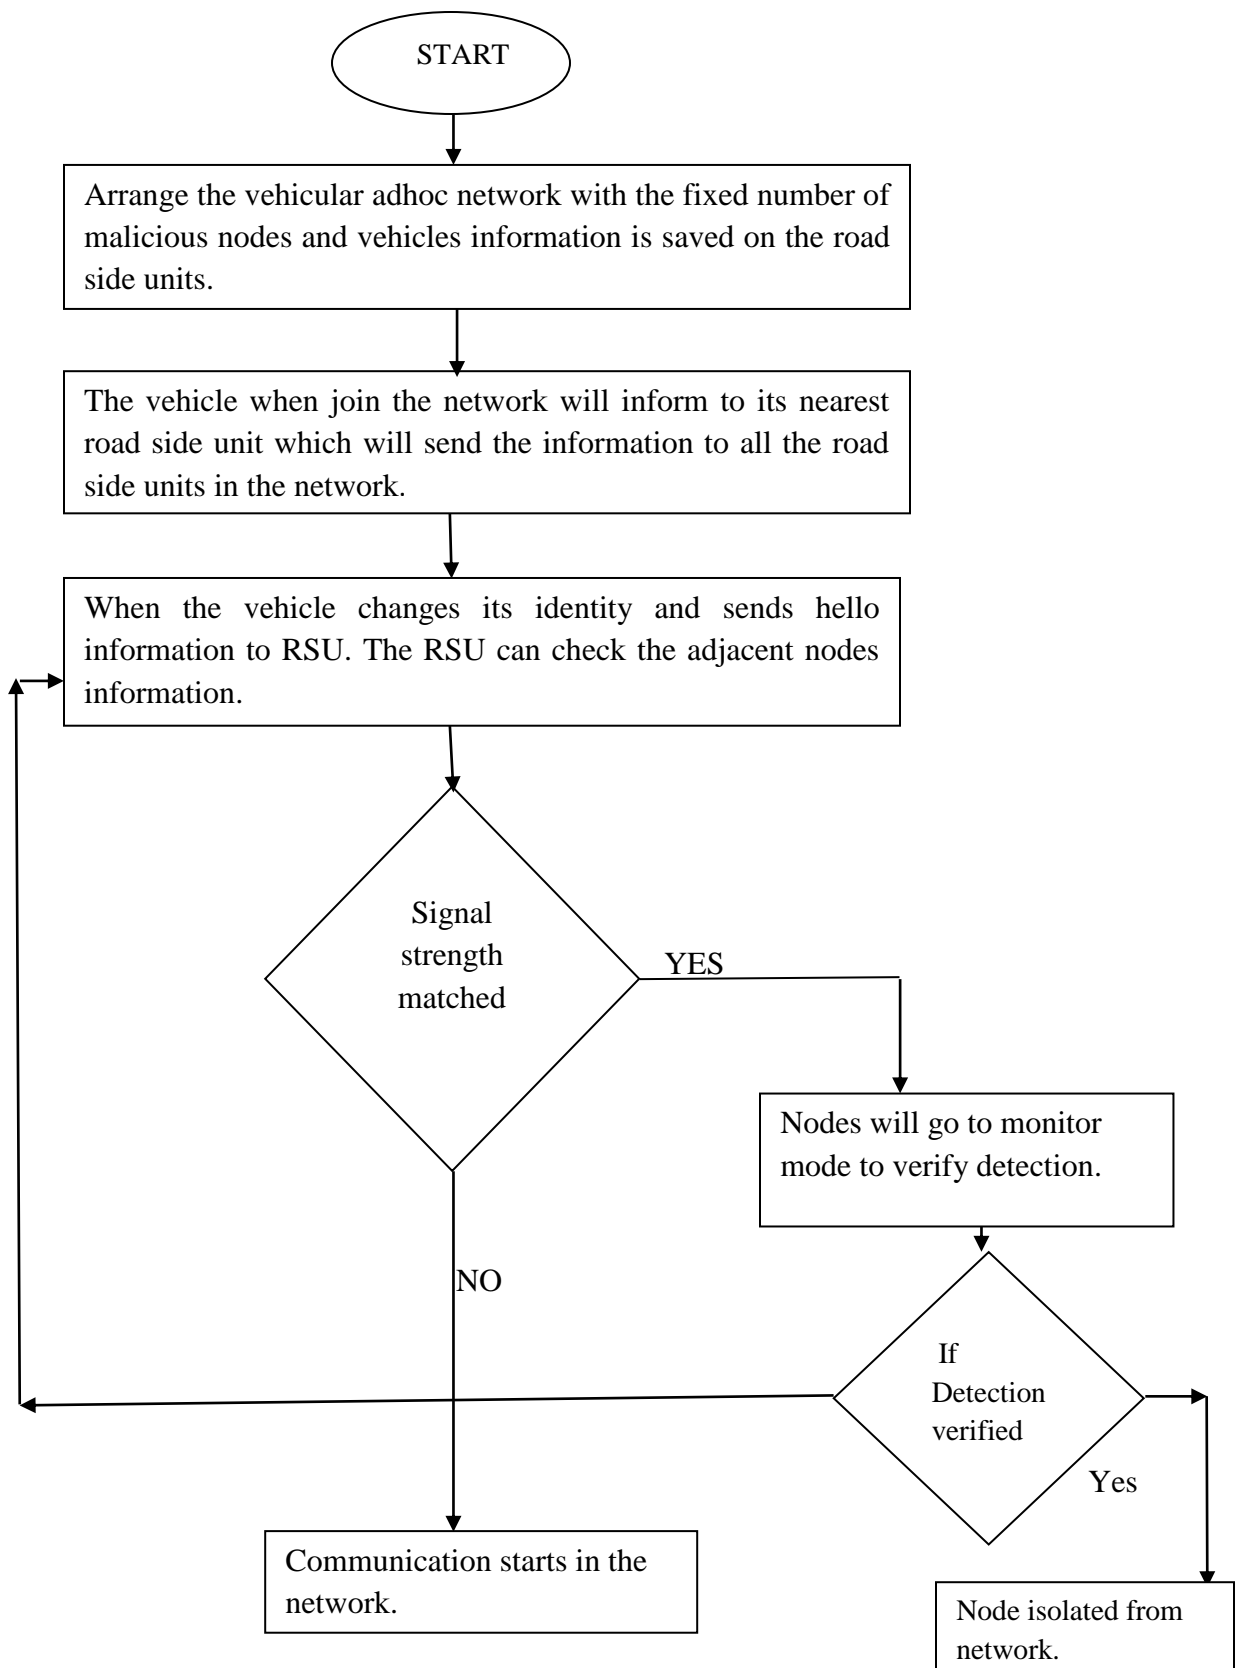 START
Arrange the vehicular adhoc network with the fixed number of
malicious nodes and vehicles information is saved on the road
side units.
The vehicle when join the network will inform to its nearest
road side unit which will send the information to all the road
side units in the network.
When the vehicle changes its identity and sends hello
information to RSU. The RSU can check the adjacent nodes
information.
Signal
strength
matched
YES
Nodes will go to monitor
mode to verify detection.
NO
If
Detection
verified
Yes
Communication starts in the
network.
Node isolated from
network.